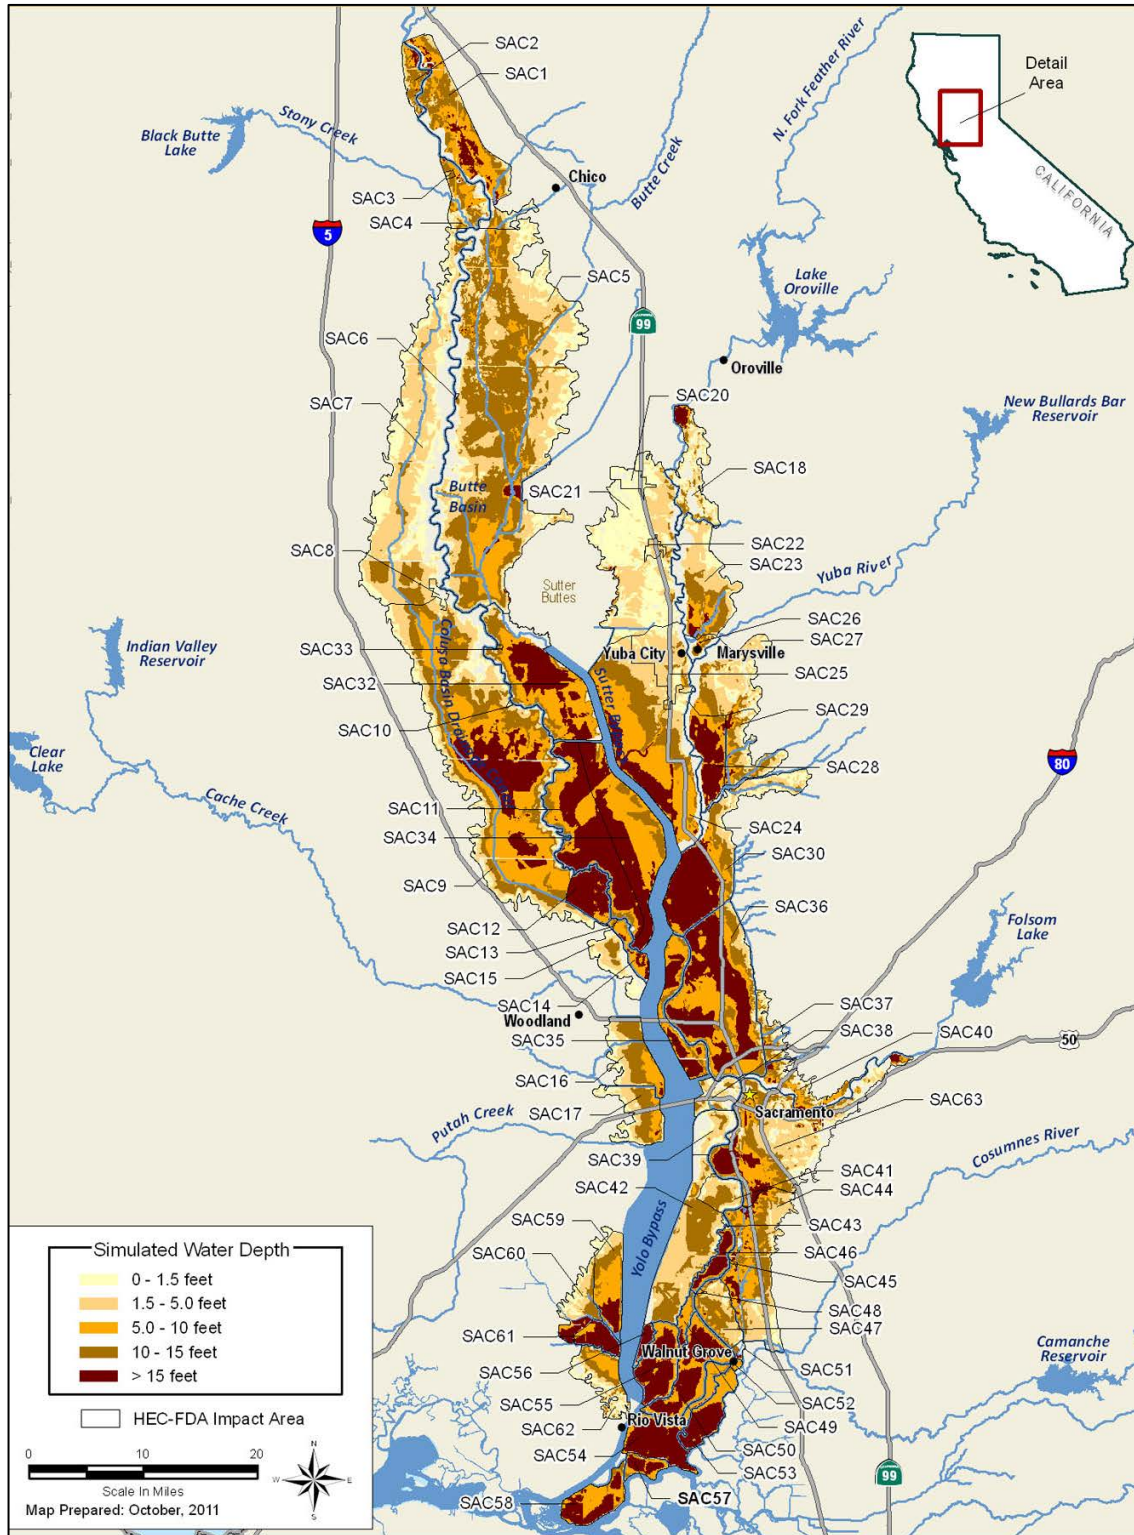 SAC2
SAC1
N. Fork Feather River
Detail
Area
CALIFORNIA
Stony Creek
Black Butte
Lake
Butte Creek
Chico
SAC3
SAC4
5
SAC5
Lake
Oroville
99
SAC6
Oroville
SAC7
SAC20
New Bullards Bar
Reservoir
SAC18
Butte
Basin
SAC21
SAC22
SAC8
SAC23
Yuba River
Sutter
Buttes
SAC26
SAC27
Indian Valley
Reservoir
SAC33
Colusa Basin Drainage Canal
Yuba City
Marysville
SAC32
Sutter Bypass
SAC25
SAC10
SAC29
Clear
Lake
80
SAC28
Cache Creek
SAC11
SAC34
SAC24
SAC30
SAC9
SAC36
SAC12
Folsom
Lake
SAC13
SAC15
SAC14
Woodland
SAC37
SAC35
SAC38
SAC40
50
SAC16
Sacramento
SAC63
Putah Creek
SAC17
Cosumnes River
SAC39
SAC41
SAC42
SAC44
SAC59
Yolo Bypass
SAC43
SAC60
SAC46
SAC45
SAC48
SAC47
SAC61
Walnut Grove
Camanche
Reservoir
SAC56
SAC51
SAC55
SAC52
SAC62
Rio Vista
SAC49
SAC54
SAC50
SAC53
99
SAC58
SAC57
Simulated Water Depth
0 - 1.5 feet
1.5 - 5.0 feet
5.0 - 10 feet
10 - 15 feet
> 15 feet
HEC-FDA Impact Area
0 10 20
Scale In Miles
N
W E
S
Map Prepared: October, 2011